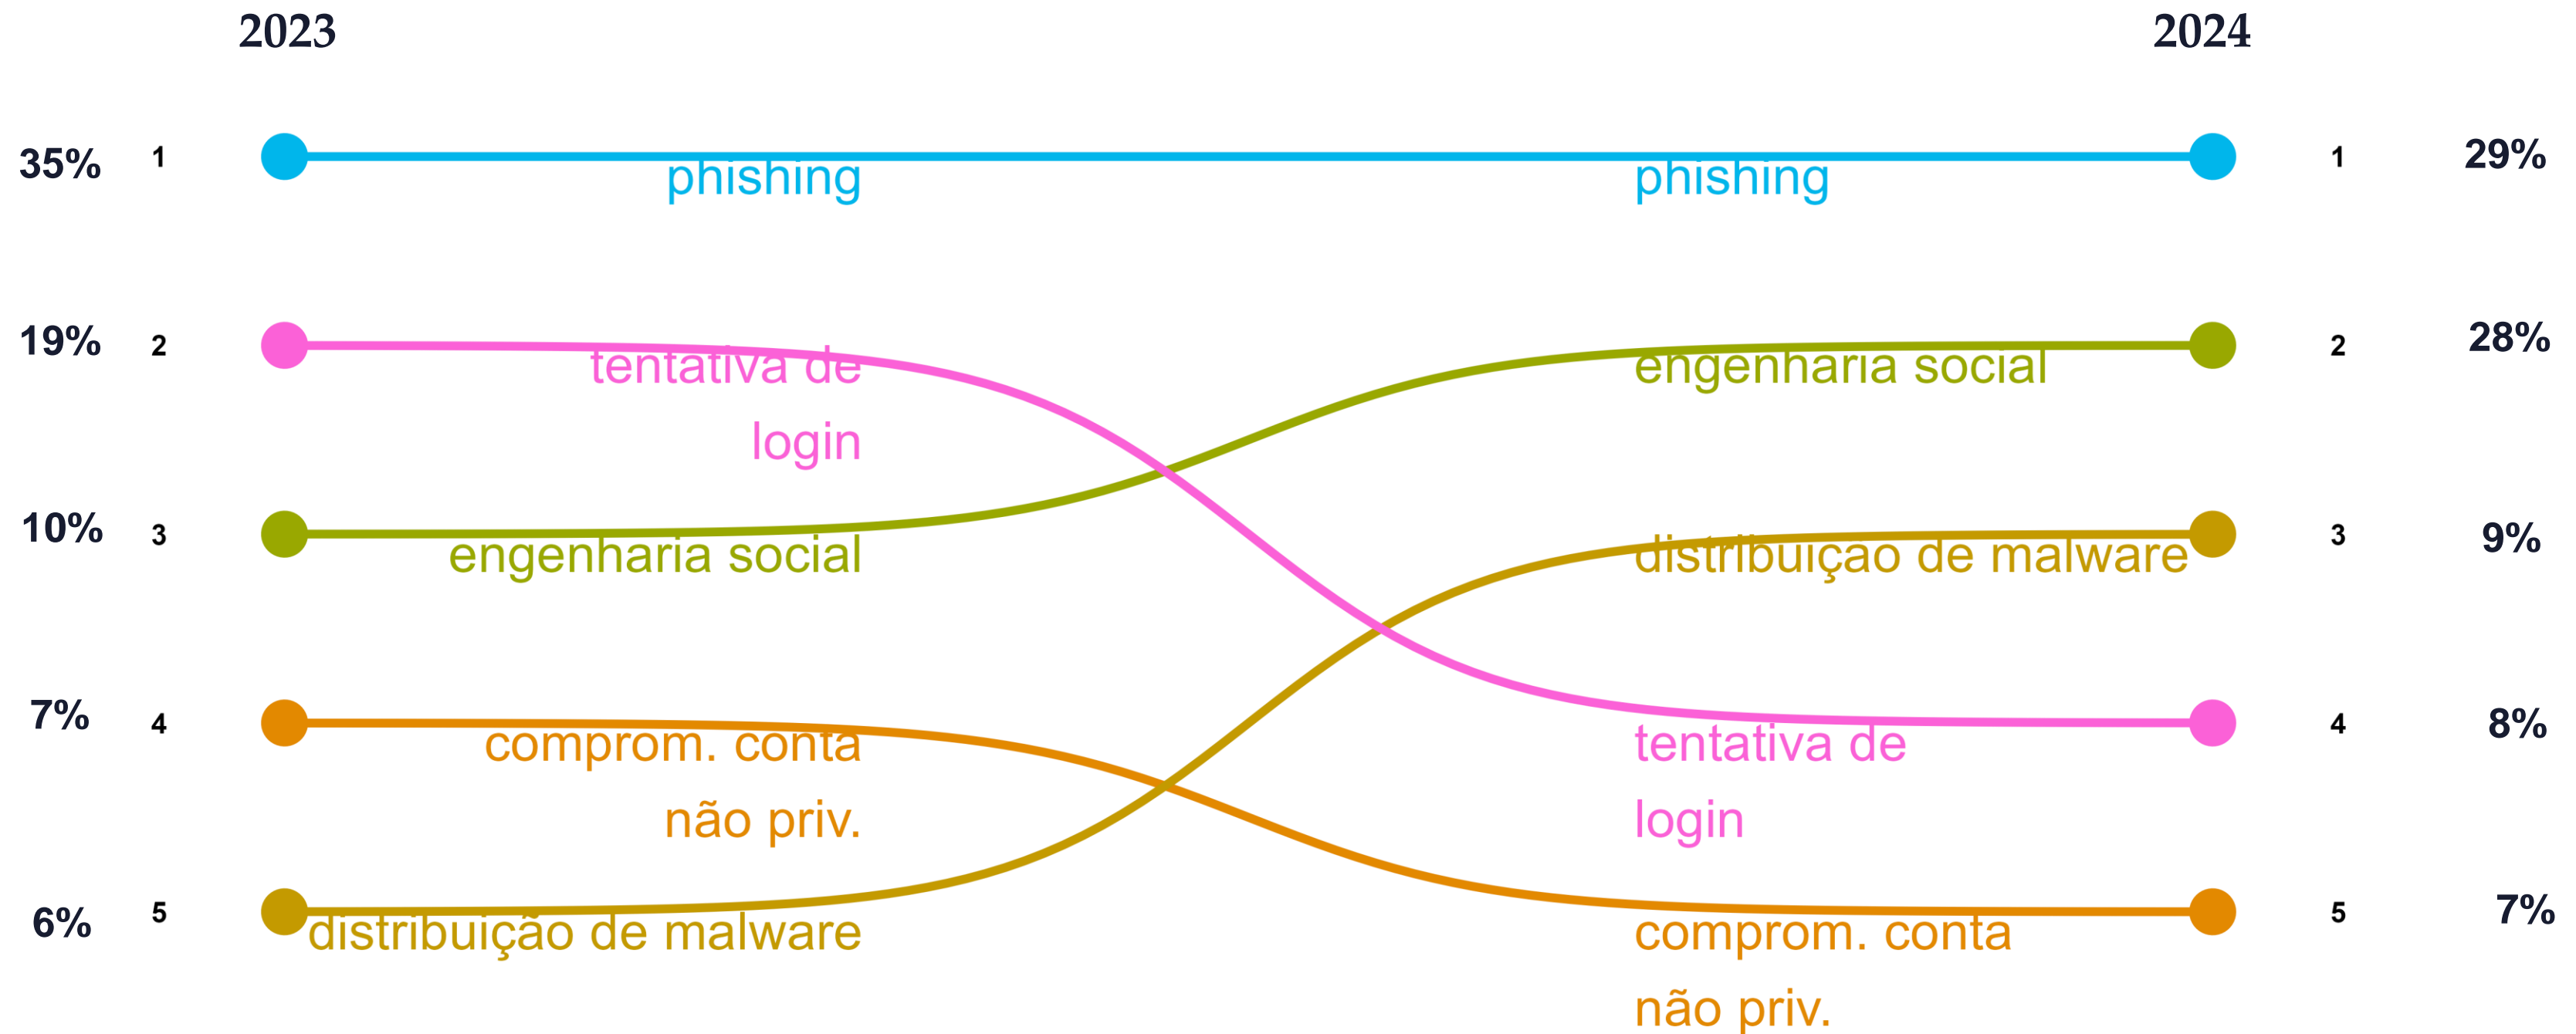 2023 2024
35% 1 phishing phishing 1 29%
19% 2 tentativa de engenharia social 2 28%
login
10% 3 engenharia social distribuição de malware 3 9%
7% 4 comprom. conta tentativa de 4 8%
não priv. login
6% 5 distribuição de malware comprom. conta 5 7%
não priv.